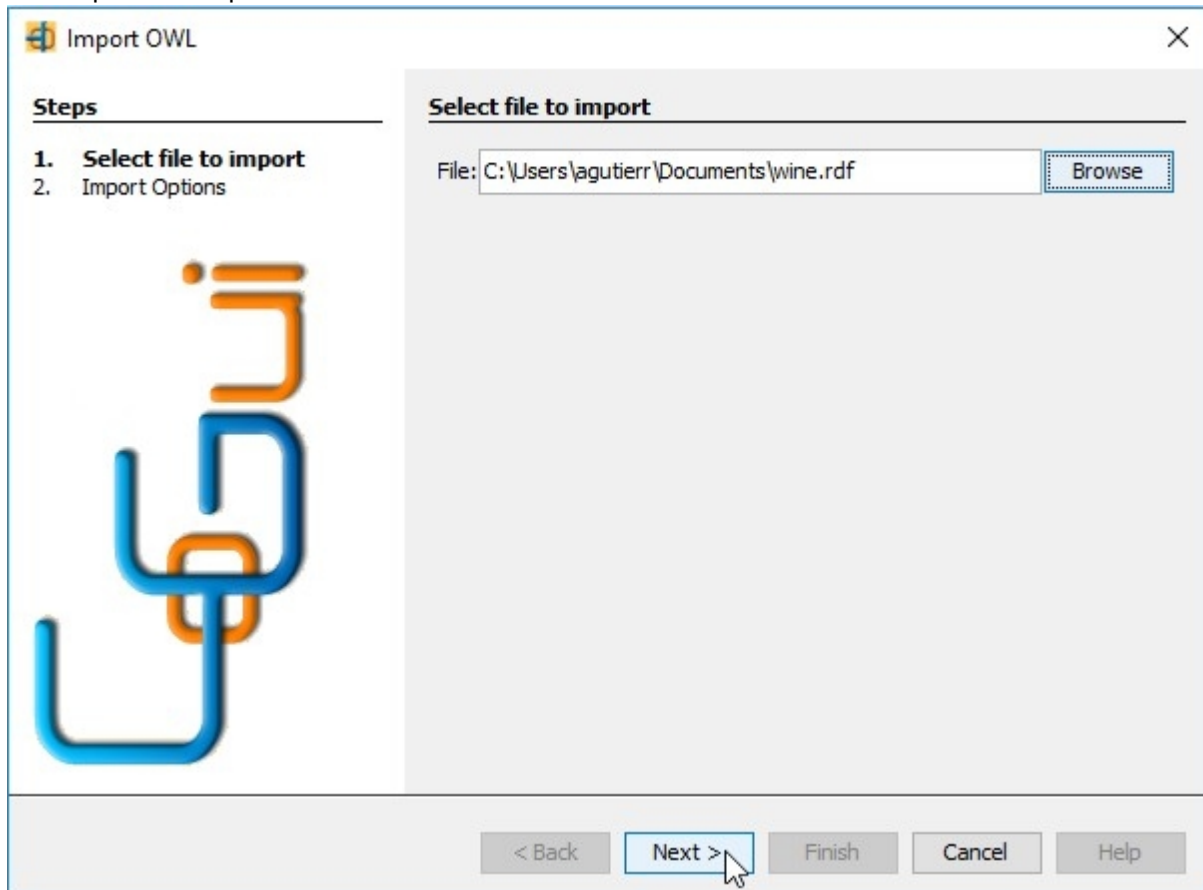 Import OWL
Steps
1. Select file to import
2. Import Options
Select file to import
File: C:\Users\agutierr\Documents\wine.rdf Browse
< Back Next > Finish Cancel Help